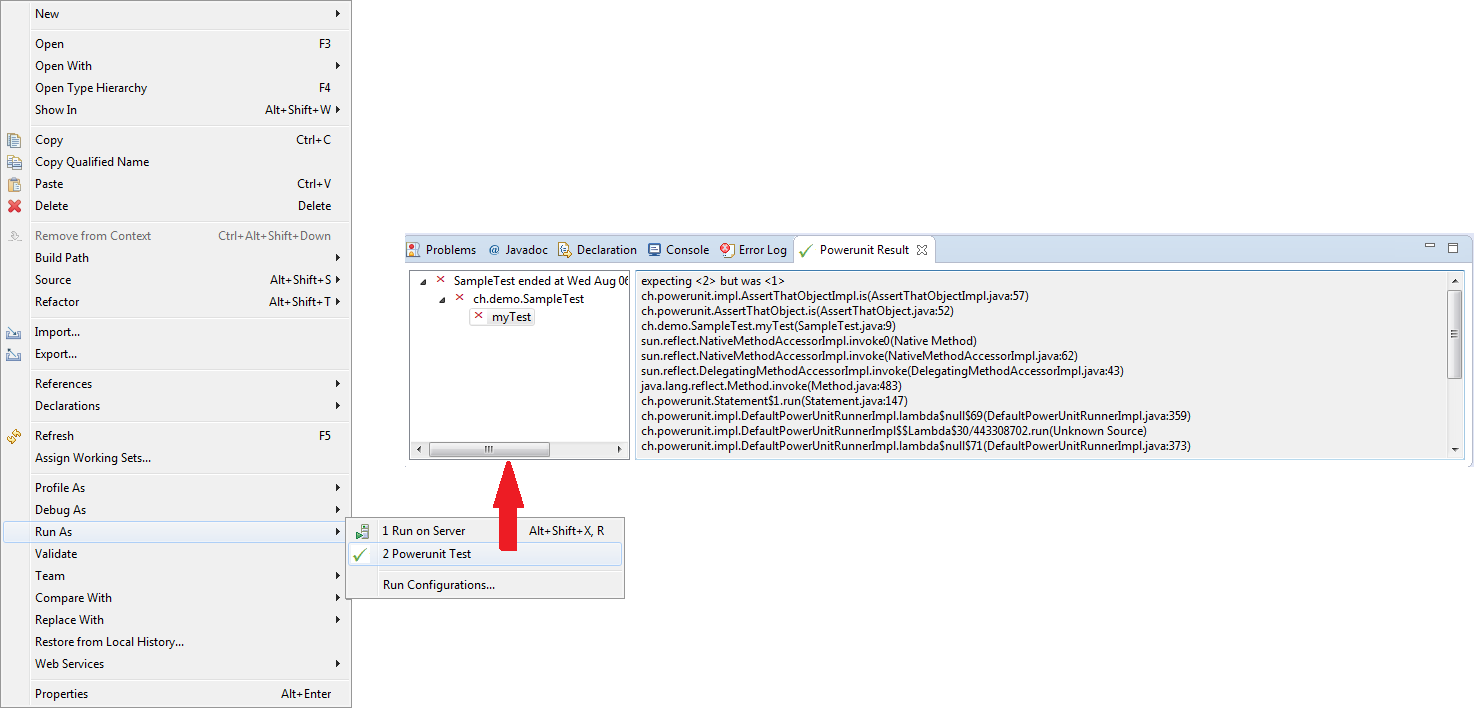 New
Open F3
Open With
Open Type Hierarchy F4
Show In Alt+Shift+W
Copy Ctrl+C
Copy Qualified Name
Paste Ctrl+V
Delete Delete
Remove from Context Ctrl+Alt+Shift+Down
Build Path
Source Alt+Shift+S
Refactor Alt+Shift+T
Import...
Export...
References
Declarations
Refresh F5
Assign Working Sets...
Profile As
Debug As
Run As
Validate
Team
Compare With
Replace With
Restore from Local History...
Web Services
Properties Alt+Enter
1 Run on Server Alt+Shift+X, R
2 Powerunit Test
Run Configurations...
Problems @ Javadoc Declaration Console Error Log Powerunit Result
SampleTest ended at Wed Aug 06
ch.demo.SampleTest
myTest
expecting <2> but was <1>
ch.powerunit.impl.AssertThatObjectImpl.is(AssertThatObjectImpl.java:57)
ch.powerunit.AssertThatObject.is(AssertThatObject.java:52)
ch.demo.SampleTest.myTest(SampleTest.java:9)
sun.reflect.NativeMethodAccessorImpl.invoke0(Native Method)
sun.reflect.NativeMethodAccessorImpl.invoke(NativeMethodAccessorImpl.java:62)
sun.reflect.DelegatingMethodAccessorImpl.invoke(DelegatingMethodAccessorImpl.java:43)
java.lang.reflect.Method.invoke(Method.java:483)
ch.powerunit.Statement$1.run(Statement.java:147)
ch.powerunit.impl.DefaultPowerUnitRunnerImpl.lambda$null$69(DefaultPowerUnitRunnerImpl.java:359)
ch.powerunit.impl.DefaultPowerUnitRunnerImpl$$Lambda$30/443308702.run(Unknown Source)
ch.powerunit.impl.DefaultPowerUnitRunnerImpl.lambda$null$71(DefaultPowerUnitRunnerImpl.java:373)